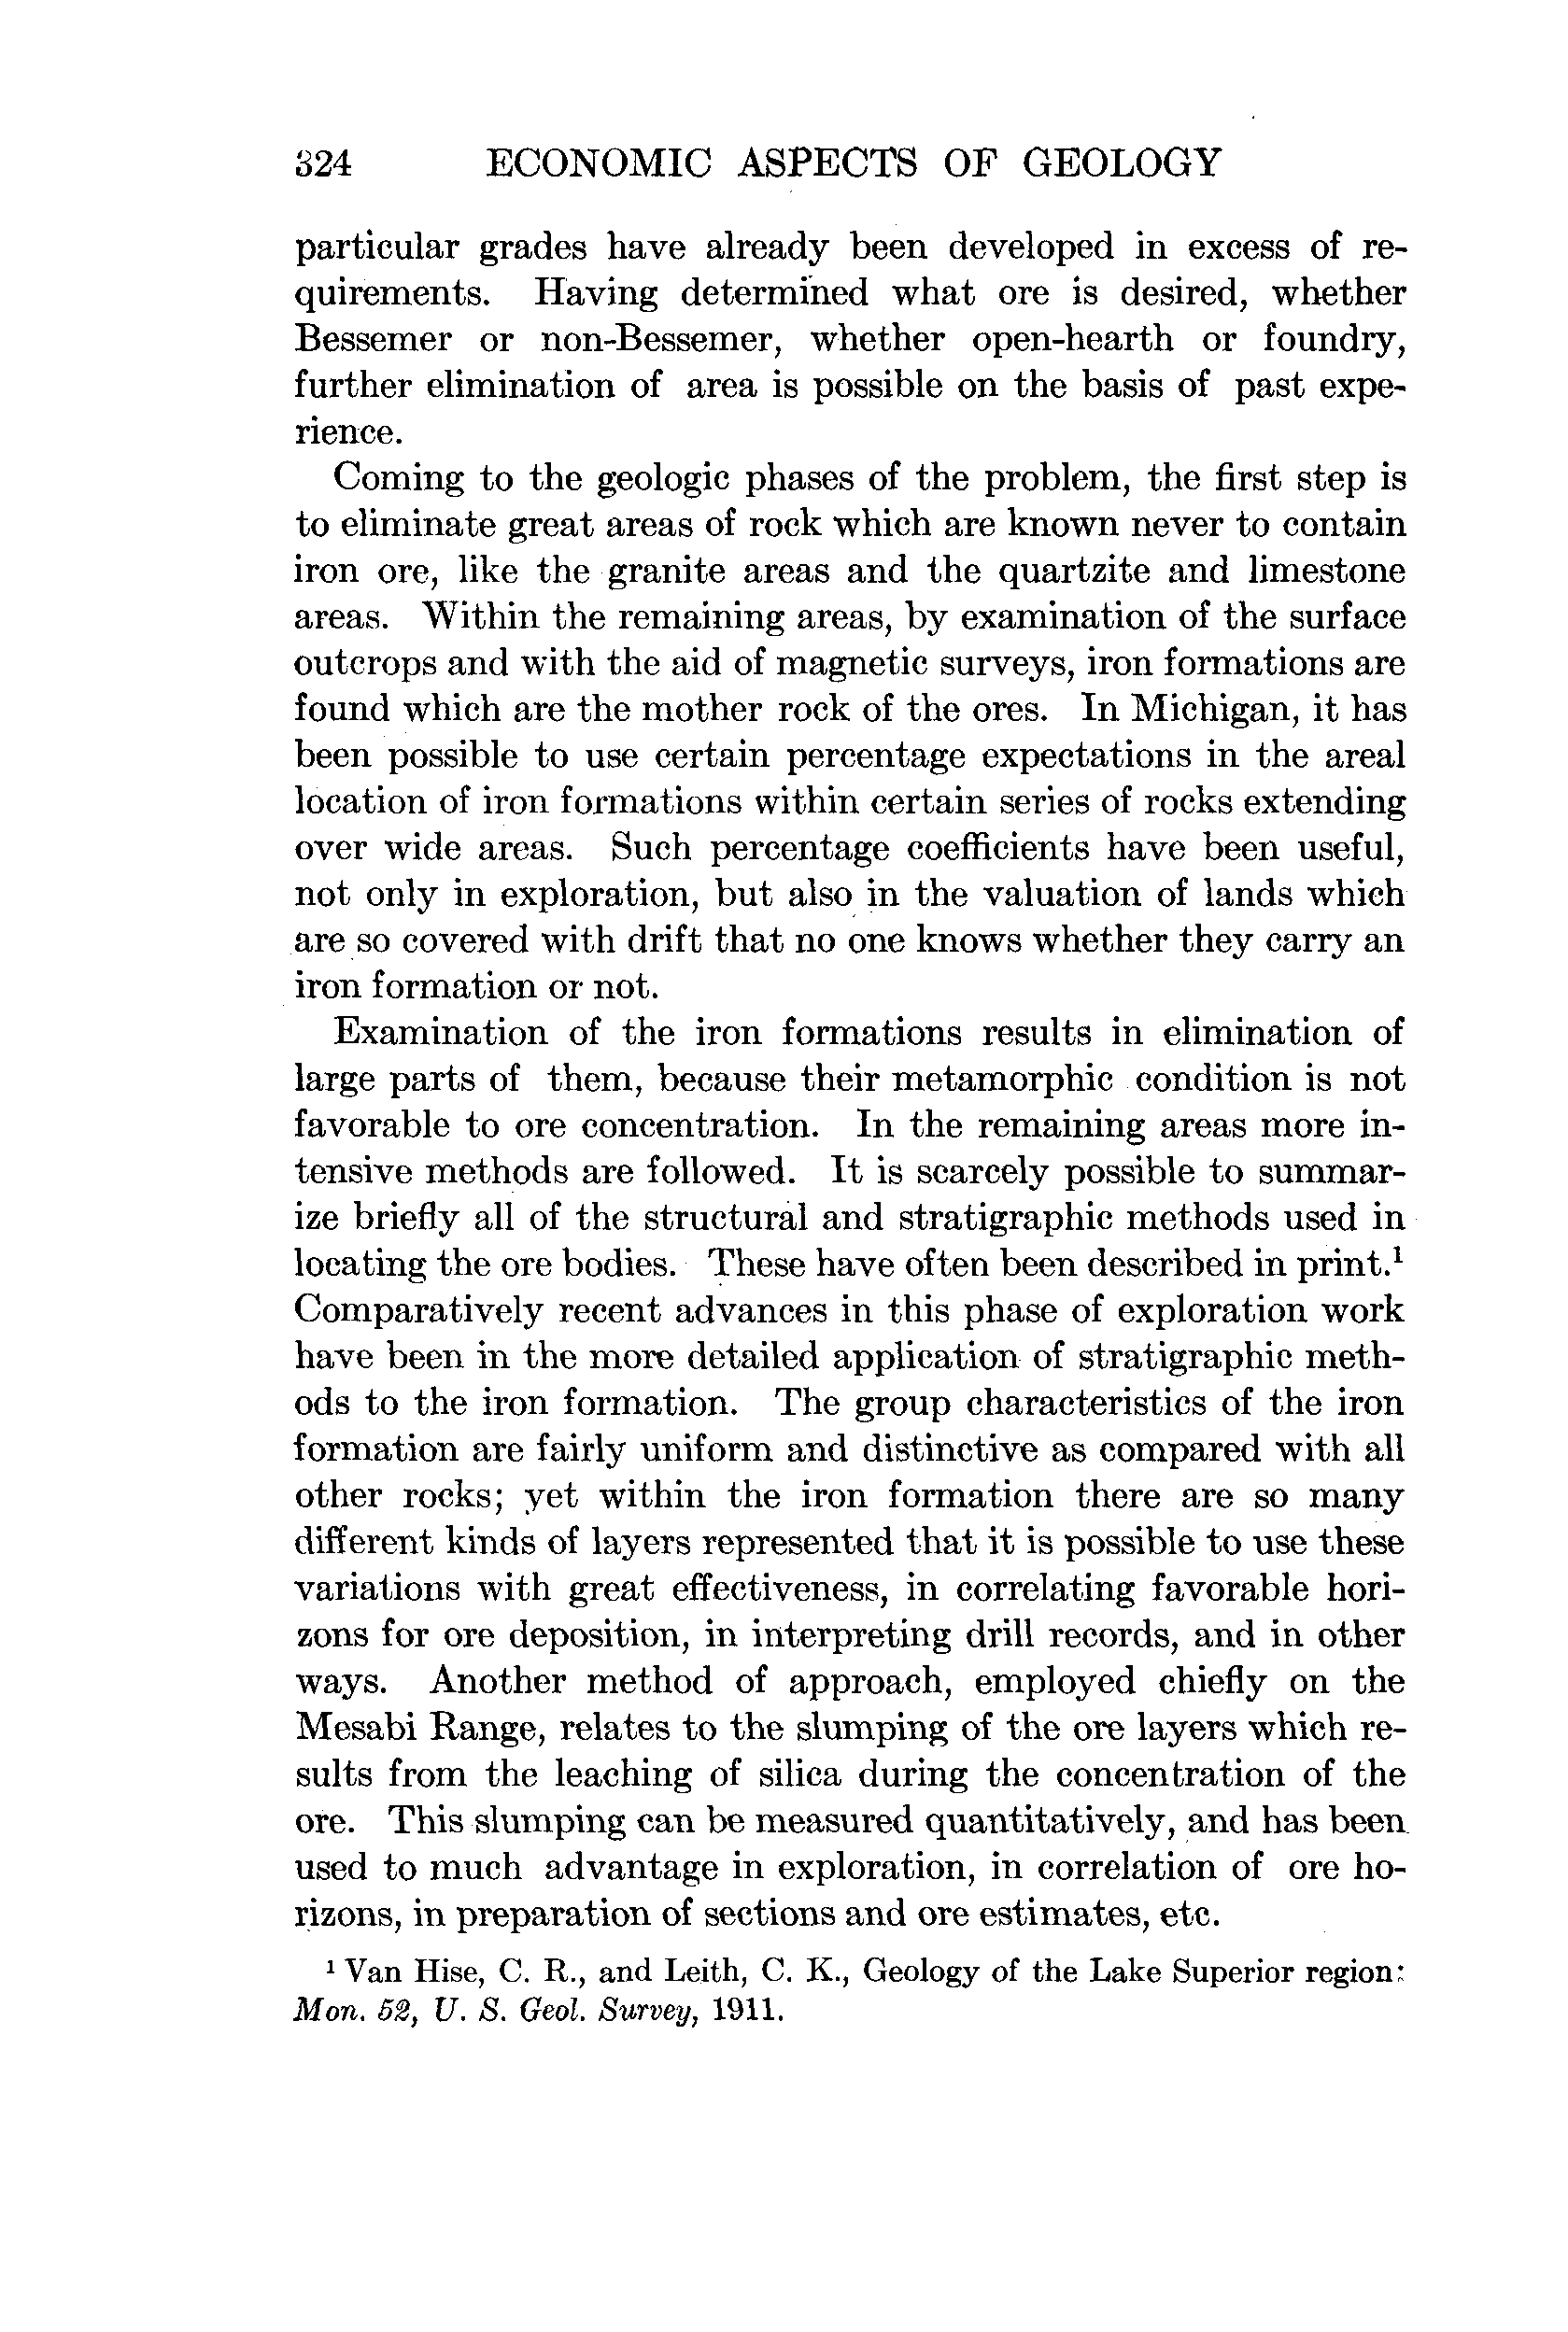 324 ECONOMIC ASPECTS OF GEOLOGY
particular grades have already been developed in excess of re-
quirements. Having determined what ore is desired, whether
Bessemer or non-Bessemer, whether open-hearth or foundry,
further elimination of area is possible on the basis of past expe-
rience.
Coming to the geologic phases of the problem, the first step is
to eliminate great areas of rock which are known never to contain
iron ore, like the granite areas and the quartzite and limestone
areas. Within the remaining areas, by examination of the surface
outcrops and with the aid of magnetic surveys, iron formations are
found which are the mother rock of the ores. In Michigan, it has
been possible to use certain percentage expectations in the areal
location of iron formations within certain series of rocks extending
over wide areas. Such percentage coefficients have been useful,
not only in exploration, but also in the valuation of lands which
are so covered with drift that no one knows whether they carry an
iron formation or not.
Examination of the iron formations results in elimination of
large parts of them, because their metamorphic condition is not
favorable to ore concentration. In the remaining areas more in-
tensive methods are followed. It is scarcely possible to summar-
ize briefly all of the structural and stratigraphic methods used in
locating the ore bodies. These have often been described in print.¹
Comparatively recent advances in this phase of exploration work
have been in the more detailed application of stratigraphic meth-
ods to the iron formation. The group characteristics of the iron
formation are fairly uniform and distinctive as compared with all
other rocks; yet within the iron formation there are so many
different kinds of layers represented that it is possible to use these
variations with great effectiveness, in correlating favorable hori-
zons for ore deposition, in interpreting drill records, and in other
ways. Another method of approach, employed chiefly on the
Mesabi Range, relates to the slumping of the ore layers which re-
sults from the leaching of silica during the concentration of the
ore. This slumping can be measured quantitatively, and has been
used to much advantage in exploration, in correlation of ore ho-
rizons, in preparation of sections and ore estimates, etc.
¹ Van Hise, C. R., and Leith, C. K., Geology of the Lake Superior region:
Mon. 52, U. S. Geol. Survey, 1911.